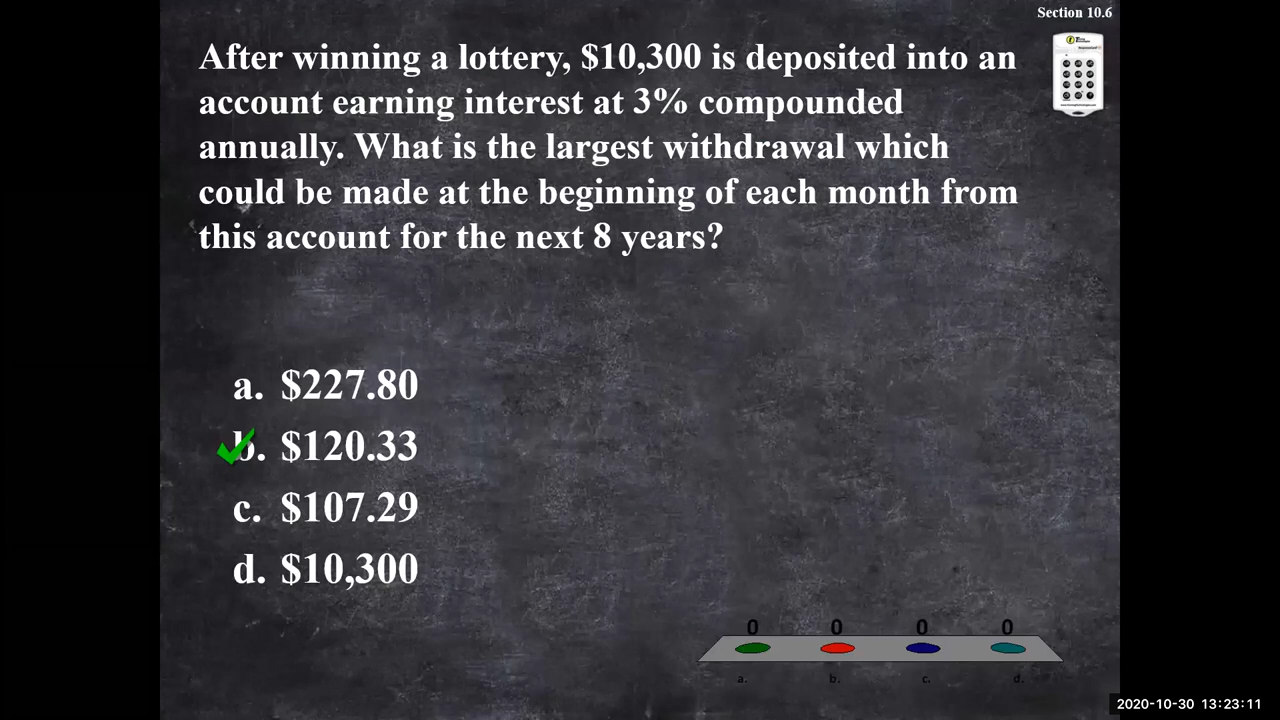 Section 10.6
After winning a lottery, $10,300 is deposited into an
account earning interest at 3% compounded
annually. What is the largest withdrawal which
could be made at the beginning of each month from
this account for the next 8 years?
a. $227.80
b. $120.33
c. $107.29
d. $10,300
0 0 0 0
a. b. c. d.
2020-10-30 13:23:11